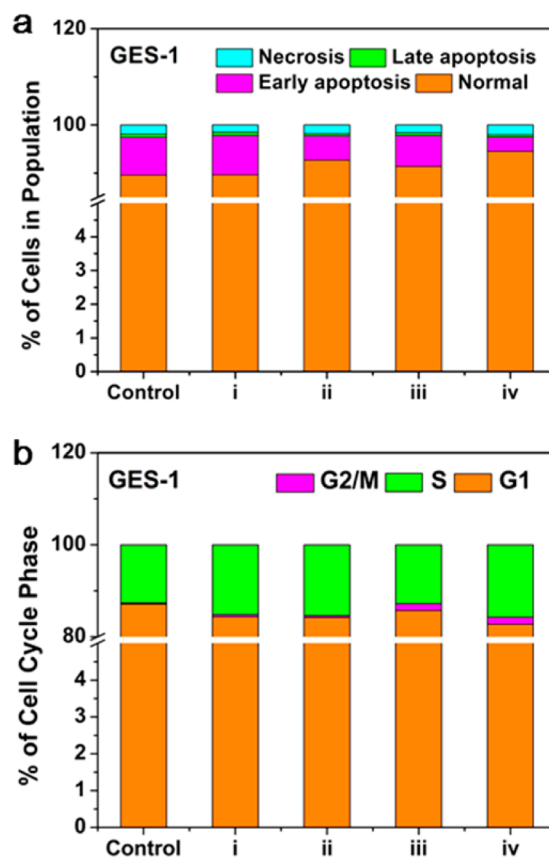 a
120
GES-1
Necrosis Late apoptosis
Early apoptosis Normal
100
% of Cells in Population
4
3
2
1
0
Control i ii iii iv
b
120
GES-1
G2/M S G1
100
80
% of Cell Cycle Phase
4
3
2
1
0
Control i ii iii iv